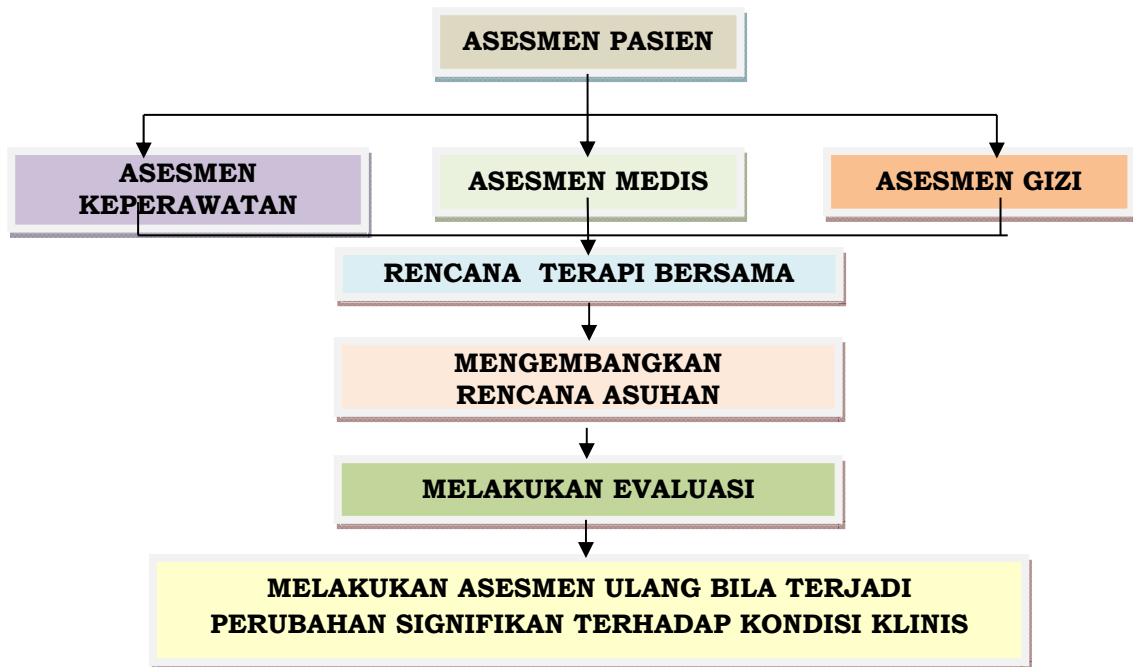 ASESMEN PASIEN
ASESMEN
KEPERAWATAN
ASESMEN MEDIS
ASESMEN GIZI
RENCANA TERAPI BERSAMA
MENGEMBANGKAN
RENCANA ASUHAN
MELAKUKAN EVALUASI
MELAKUKAN ASESMEN ULANG BILA TERJADI
PERUBAHAN SIGNIFIKAN TERHADAP KONDISI KLINIS